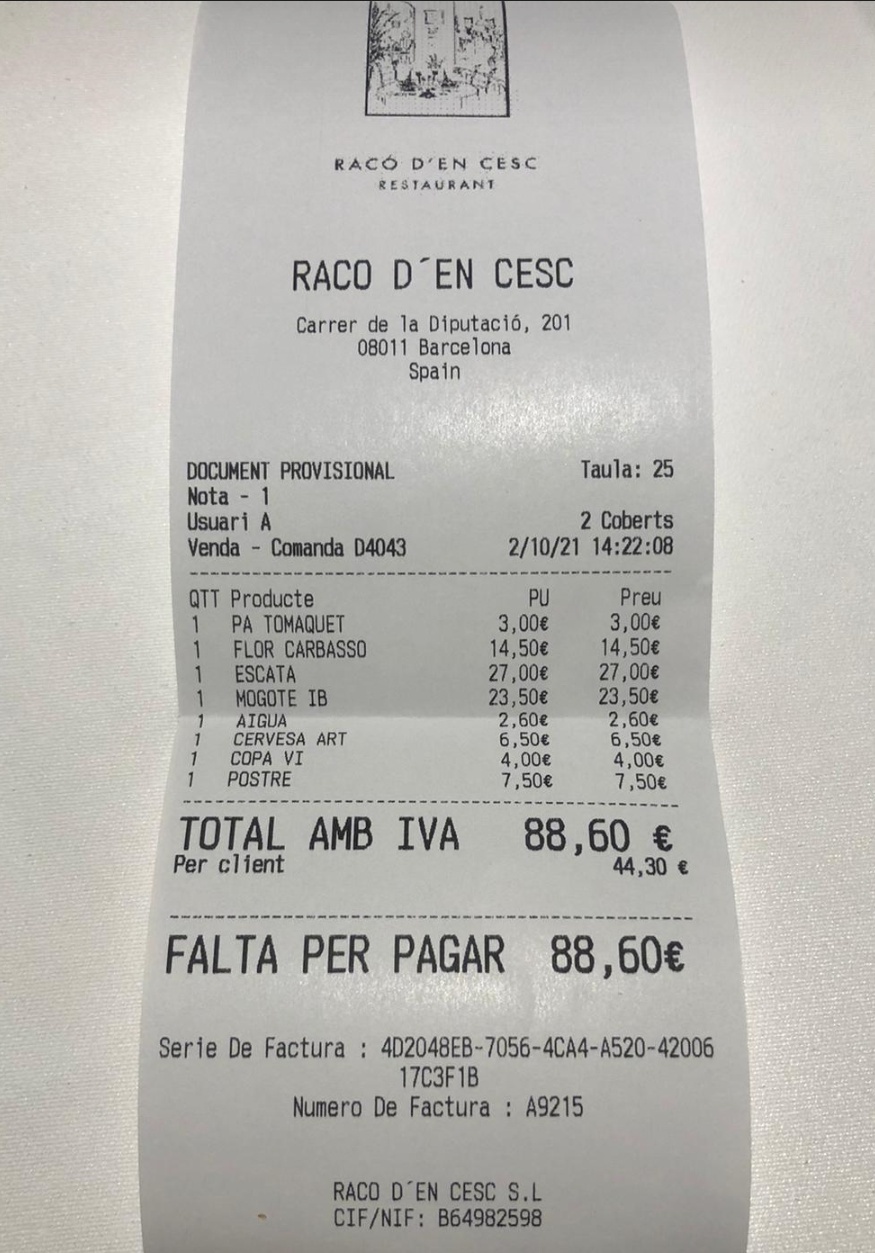 RACÓ D'EN CESC
RESTAURANT
RACO D´EN CESC
Carrer de la Diputació, 201
08011 Barcelona
Spain
DOCUMENT PROVISIONAL Taula: 25
Nota - 1
Usuari A 2 Coberts
Venda - Comanda D4043 2/10/21 14:22:08
QTT Producte PU Preu
1 PA TOMAQUET 3,00€ 3,00€
1 FLOR CARBASSO 14,50€ 14,50€
1 ESCATA 27,00€ 27,00€
1 MOGOTE IB 23,50€ 23,50€
1 AIGUA 2,60€ 2,60€
1 CERVESA ART 6,50€ 6,50€
1 COPA VI 4,00€ 4,00€
1 POSTRE 7,50€ 7,50€
TOTAL AMB IVA 88,60 €
Per client 44,30 €
FALTA PER PAGAR 88,60€
Serie De Factura : 4D2048EB-7056-4CA4-A520-42006
17C3F1B
Numero De Factura : A9215
RACO D´EN CESC S.L
CIF/NIF: B64982598